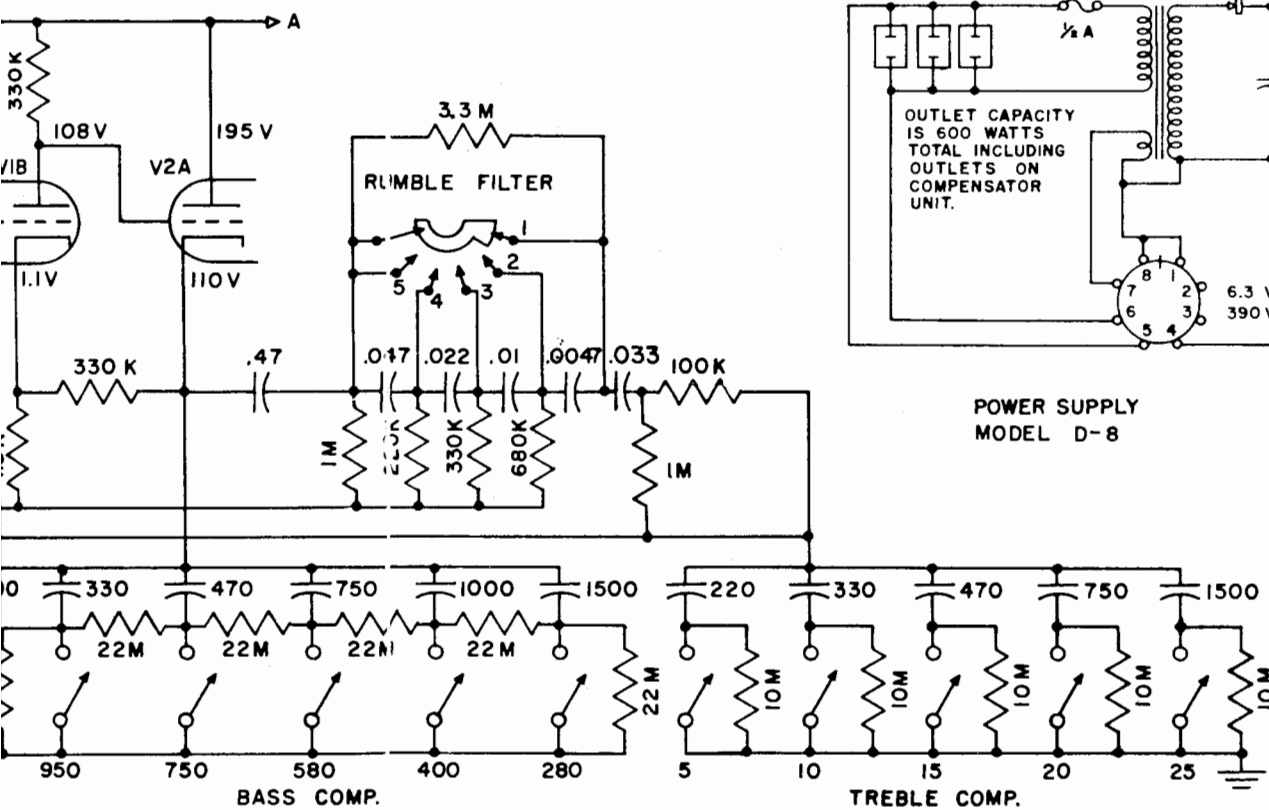 A
330K
108V
195 V
V1B
V2A
1.1V
110V
3.3 M
RUMBLE FILTER
1
2
3
4
5
½ A
OUTLET CAPACITY
IS 600 WATTS
TOTAL INCLUDING
OUTLETS ON
COMPENSATOR
UNIT.
8
1
7
2
6
3
5
4
6.3 V
390V
POWER SUPPLY
MODEL D-8
330 K
.47
.047
.022
.01
.0047
.033
100K
1M
330K
680K
1M
330
470
750
1000
1500
220
330
470
750
1500
22M
22M
22M
22M
22M
10M
10M
10M
10M
10M
950
750
580
400
280
5
10
15
20
25
BASS COMP.
TREBLE COMP.